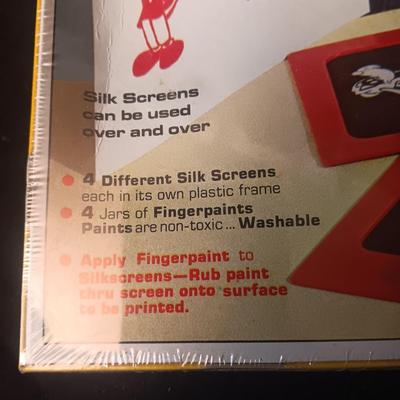 Silk Screens
can be used
over and over
4 Different Silk Screens
each in its own plastic frame
4 Jars of Fingerpaints
Paints are non-toxic... Washable
Apply Fingerpaint to
Silkscreens—Rub paint
thru screen onto surface
to be printed.